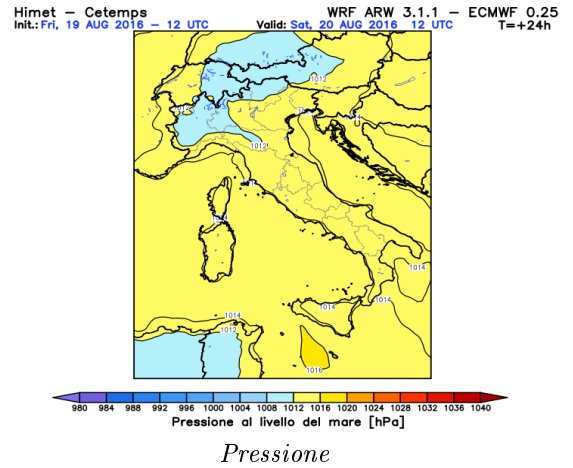 Himet – Cetemps WRF ARW 3.1.1 – ECMWF 0.25
Init.: Fri, 19 AUG 2016 – 12 UTC Valid: Sat, 20 AUG 2016 – 12 UTC T=+24h
1012
1012
1014
1014
1014
1014
1014
1012
1016
980 984 988 992 996 1000 1004 1008 1012 1016 1020 1024 1028 1032 1036 1040
Pressione al livello del mare [hPa]
Pressione